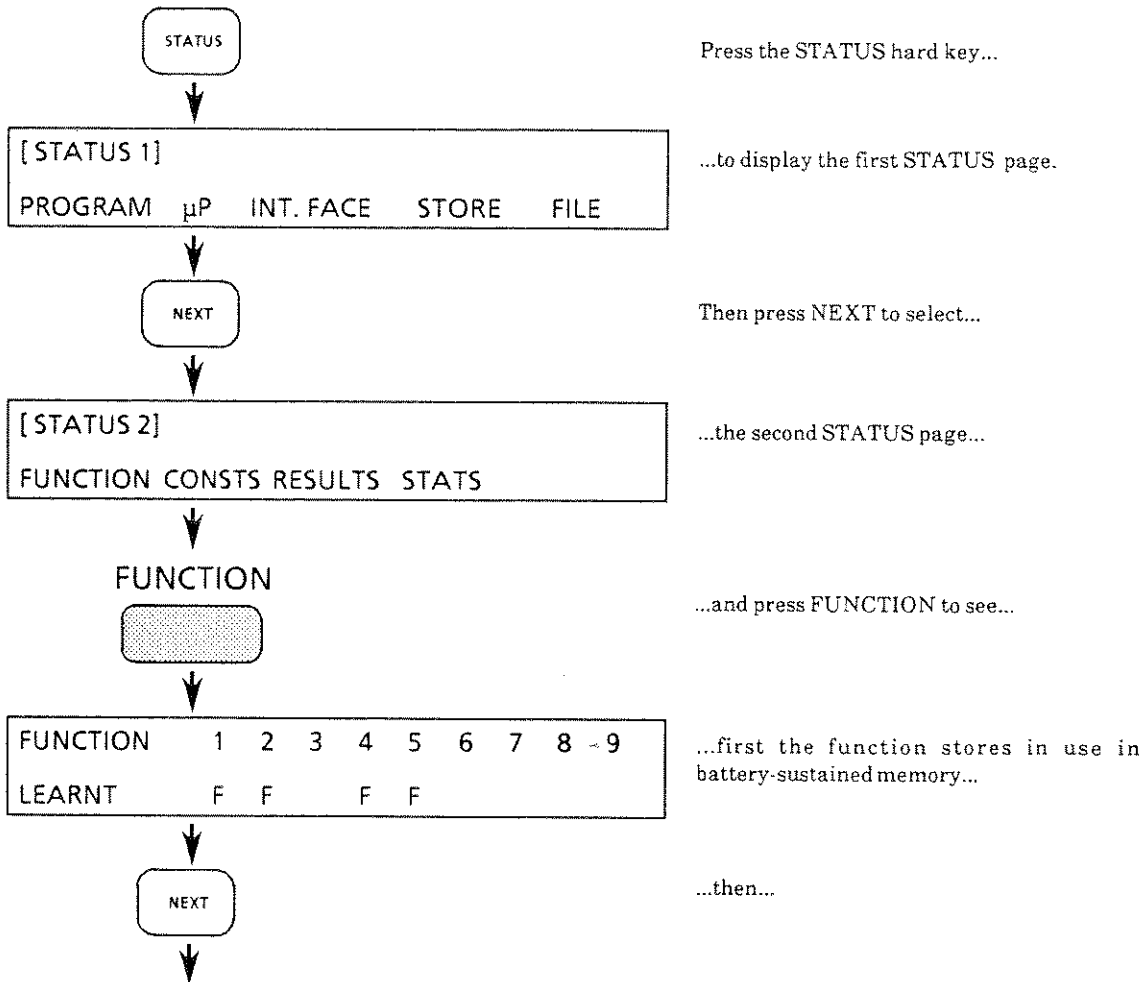 STATUS
Press the STATUS hard key...
[STATUS 1]
...to display the first STATUS page.
PROGRAM µP INT. FACE STORE FILE
NEXT
Then press NEXT to select...
[STATUS 2]
...the second STATUS page...
FUNCTION CONSTS RESULTS STATS
FUNCTION
...and press FUNCTION to see...
FUNCTION 1 2 3 4 5 6 7 8 9
LEARNT F F F F
...first the function stores in use in
battery-sustained memory...
NEXT
...then...